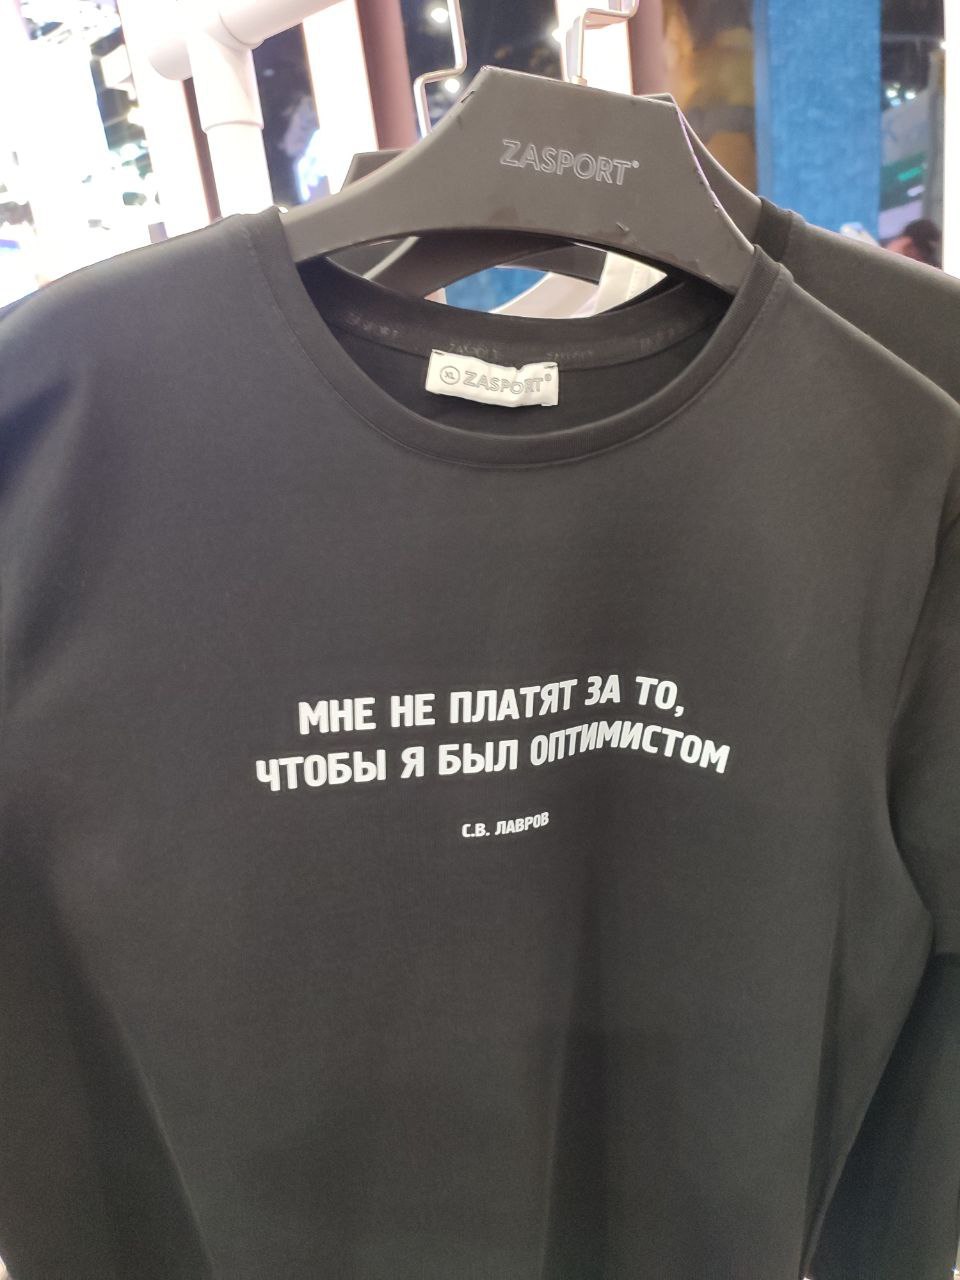 ZASPORT®
XL ZASPORT®
МНЕ НЕ ПЛАТЯТ ЗА ТО,
ЧТОБЫ Я БЫЛ ОПТИМИСТОМ
С.В. ЛАВРОВ